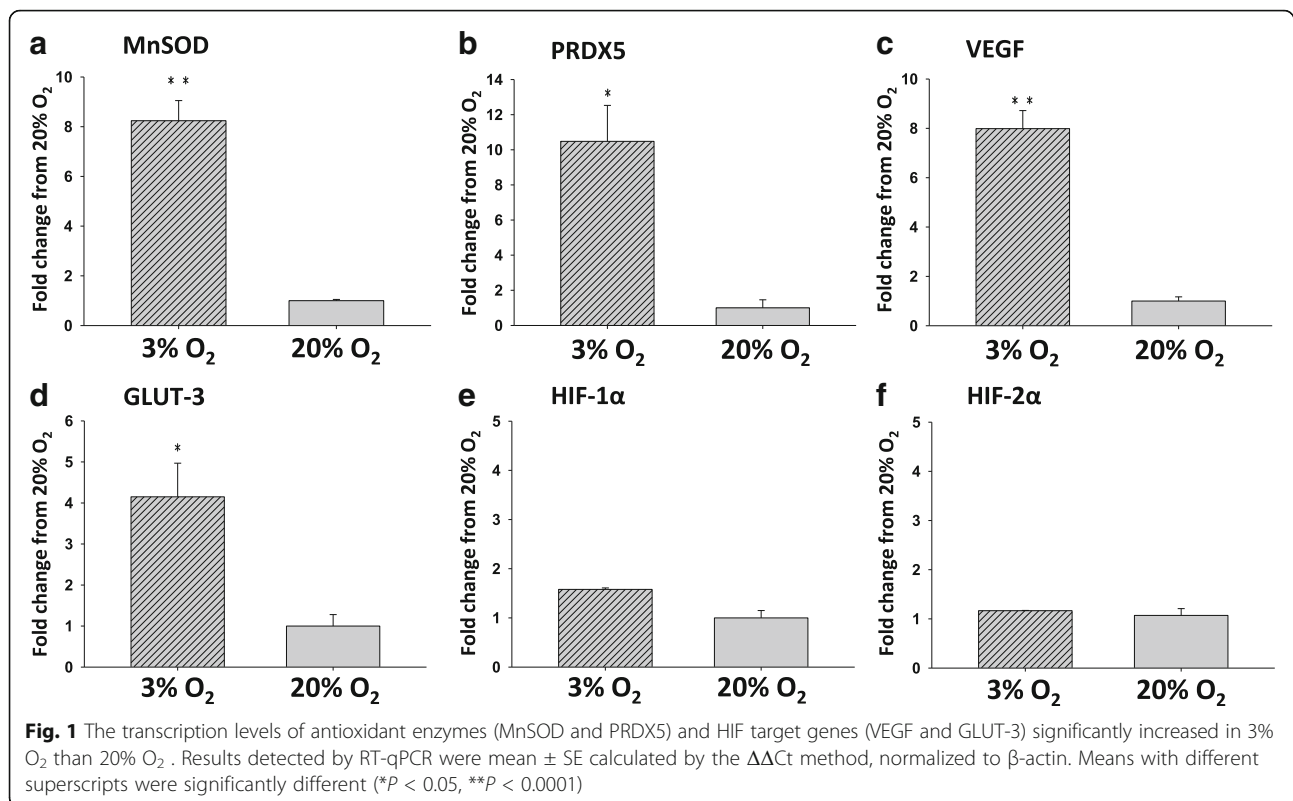 a MnSOD
Fold change from 20% O₂
10
8
6
4
2
0
**
3% O₂ 20% O₂
b PRDX5
Fold change from 20% O₂
14
12
10
8
6
4
2
0
*
3% O₂ 20% O₂
c VEGF
Fold change from 20% O₂
10
8
6
4
2
0
**
3% O₂ 20% O₂
d GLUT-3
Fold change from 20% O₂
6
5
4
3
2
1
0
*
3% O₂ 20% O₂
e HIF-1α
Fold change from 20% O₂
5
4
3
2
1
0
3% O₂ 20% O₂
f HIF-2α
Fold change from 20% O₂
5
4
3
2
1
0
3% O₂ 20% O₂
Fig. 1 The transcription levels of antioxidant enzymes (MnSOD and PRDX5) and HIF target genes (VEGF and GLUT-3) significantly increased in 3%
O₂ than 20% O₂ . Results detected by RT-qPCR were mean ± SE calculated by the ΔΔCt method, normalized to β-actin. Means with different
superscripts were significantly different (*P < 0.05, **P < 0.0001)